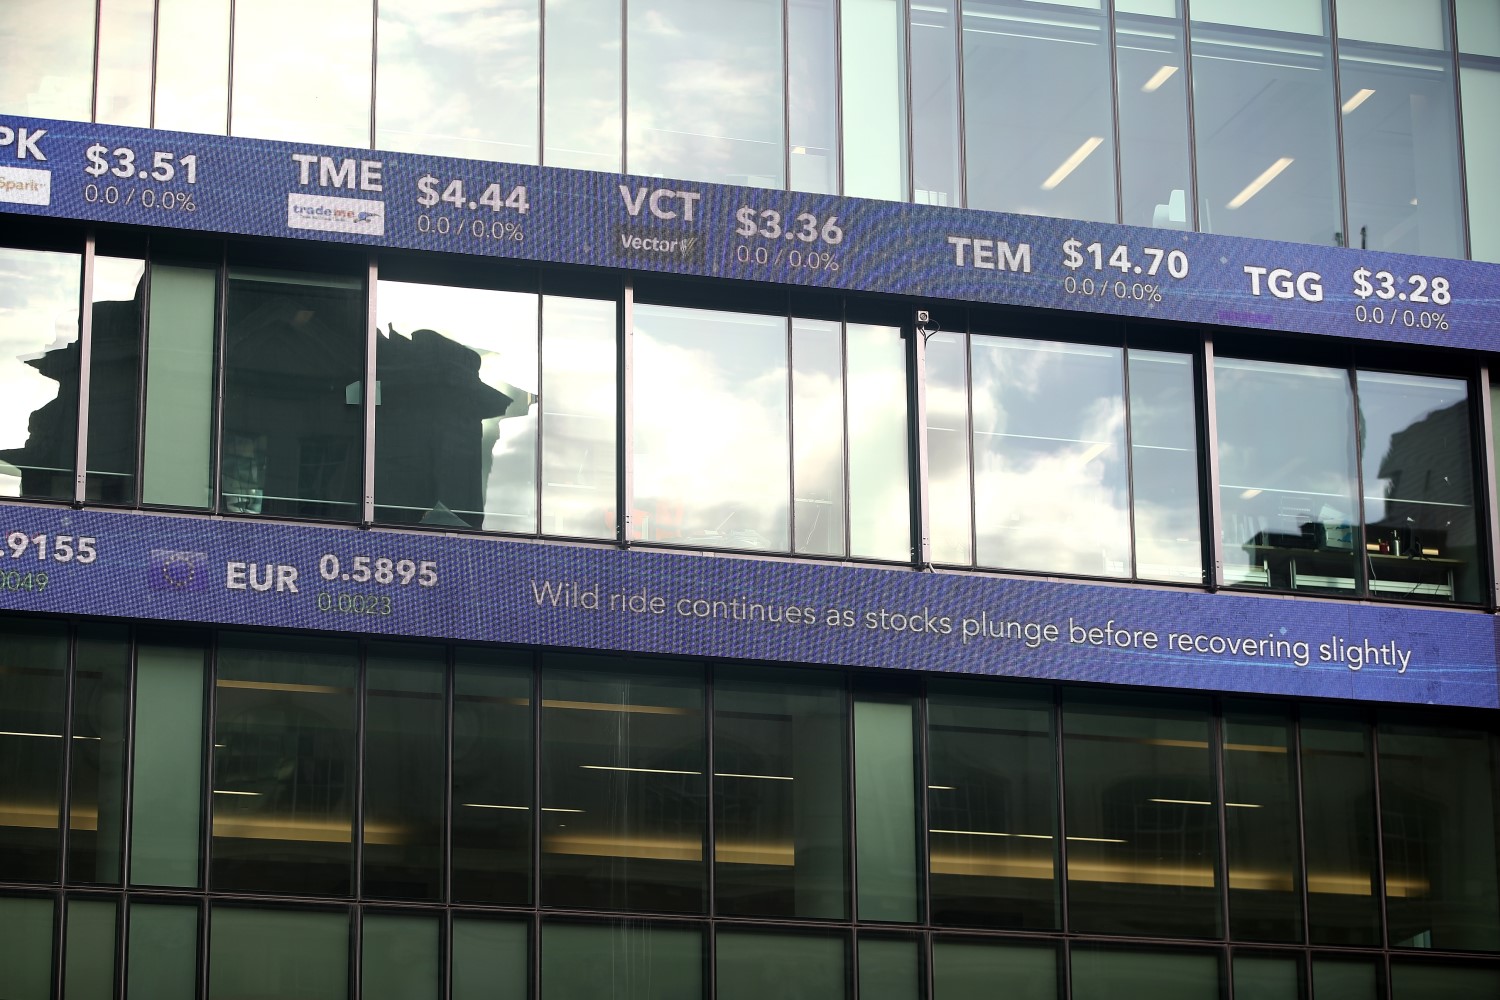 PK
Spark
$3.51
0.0 / 0.0%
TME
trademe
$4.44
0.0 / 0.0%
VCT
Vector
$3.36
0.0 / 0.0%
TEM
$14.70
0.0 / 0.0%
TGG
$3.28
0.0 / 0.0%
.9155
0049
EUR
0.5895
0.0023
Wild ride continues as stocks plunge before recovering slightly